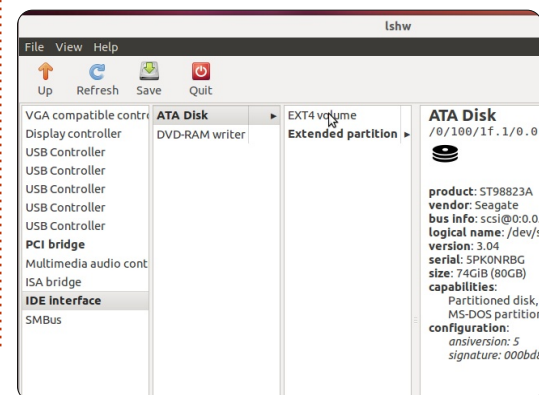 lshw
File View Help
Up Refresh Save Quit
VGA compatible contr
Display controller
USB Controller
USB Controller
USB Controller
USB Controller
USB Controller
PCI bridge
Multimedia audio cont
ISA bridge
IDE interface
SMBus
ATA Disk
DVD-RAM writer
EXT4 volume
Extended partition
ATA Disk
/0/100/1f.1/0.0.
product: ST98823A
vendor: Seagate
bus info: scsi@0:0.0.
logical name: /dev/s
version: 3.04
serial: 5PK0NRBG
size: 74GiB (80GB)
capabilities:
Partitioned disk,
MS-DOS partition
configuration:
ansiversion: 5
signature: 000bd8